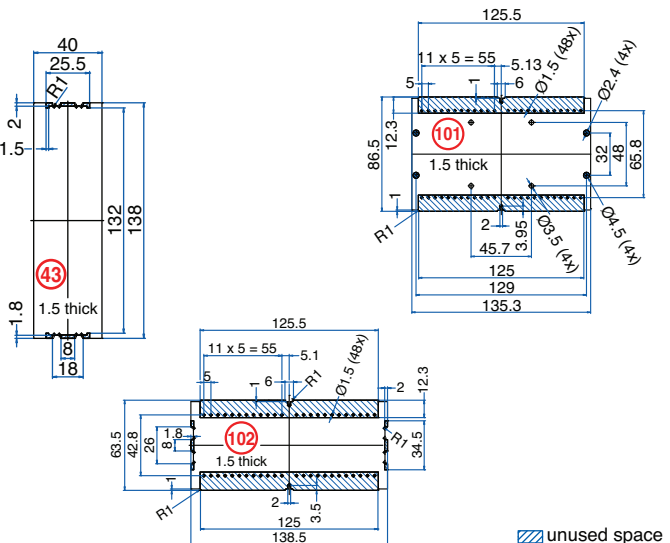 40
25.5
R1
2
1.5
132
138
43
1.5 thick
1.8
8
18
125.5
11 x 5 = 55
5.13
Ø1.5 (48x)
Ø2.4 (4x)
5
1
6
86.5
12.3
101
1.5 thick
32
48
65.8
1
R1
2
3.95
Ø3.5 (4x)
Ø4.5 (4x)
45.7
125
129
135.3
125.5
11 x 5 = 55
5.1
Ø1.5 (48x)
5
1
6
R1
2
12.3
63.5
42.8
26
8
1.8
102
1.5 thick
34.5
R1
1
R1
2
3.5
125
138.5
unused space